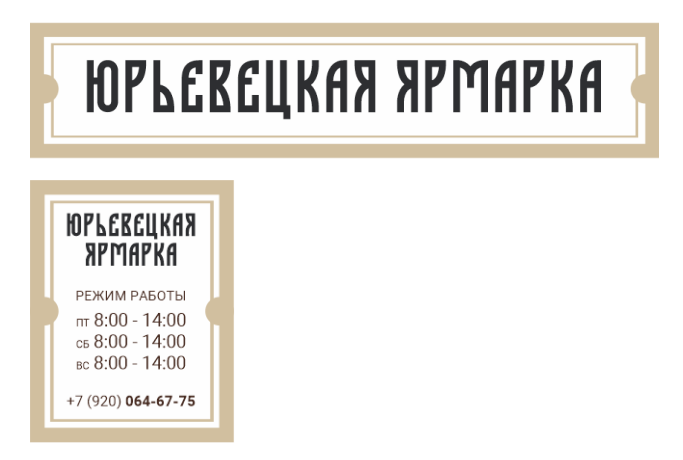 ЮРЬЕВЕЦКАЯ ЯРМАРКА
ЮРЬЕВЕЦКАЯ
ЯРМАРКА
РЕЖИМ РАБОТЫ
ПТ 8:00 - 14:00
СБ 8:00 - 14:00
ВС 8:00 - 14:00
+7 (920) 064-67-75